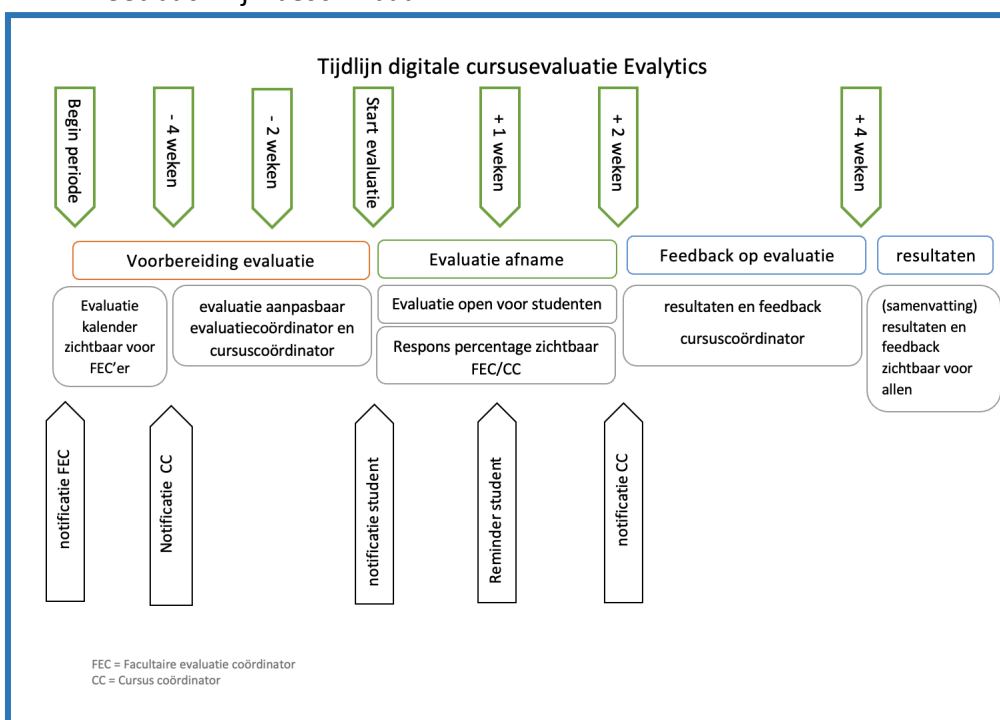 Tijdlijn digitale cursusevaluatie Evalytics
Begin periode
- 4 weken
- 2 weken
Start evaluatie
+ 1 weken
+ 2 weken
+ 4 weken
Voorbereiding evaluatie
Evaluatie afname
Feedback op evaluatie
resultaten
Evaluatie
kalender
zichtbaar voor
FEC'er
evaluatie aanpasbaar
evaluatiecoördinator en
cursuscoördinator
Evaluatie open voor studenten
Respons percentage zichtbaar
FEC/CC
resultaten en feedback
cursuscoördinator
(samenvatting)
resultaten en
feedback
zichtbaar voor
allen
notificatie FEC
Notificatie CC
notificatie student
Reminder student
notificatie CC
FEC = Facultaire evaluatie coördinator
CC = Cursus coördinator